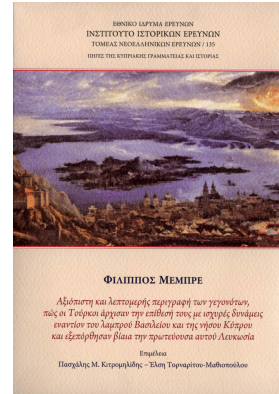 ΕΘΝΙΚΟ ΙΔΡΥΜΑ ΕΡΕΥΝΩΝ
ΙΝΣΤΙΤΟΥΤΟ ΙΣΤΟΡΙΚΩΝ ΕΡΕΥΝΩΝ
ΤΟΜΕΑΣ ΝΕΟΕΛΛΗΝΙΚΩΝ ΕΡΕΥΝΩΝ / 135
ΠΗΓΕΣ ΤΗΣ ΚΥΠΡΙΑΚΗΣ ΓΡΑΜΜΑΤΕΙΑΣ ΚΑΙ ΙΣΤΟΡΙΑΣ
ΦΙΛΙΠΠΟΣ ΜΕΜΠΡΕ
Αξιόπιστη και λεπτομερής περιγραφή των γεγονότων,
πώς οι Τούρκοι άρχισαν την επίθεσή τους με ισχυρές δυνάμεις
εναντίον του λαμπρού Βασιλείου και της νήσου Κύπρου
και εξεπόρθησαν βίαια την πρωτεύουσα αυτού Λευκωσία
Επιμέλεια
Πασχάλης Μ. Κιτρομηλίδης – Έλση Τορναρίτου-Μαθιοπούλου